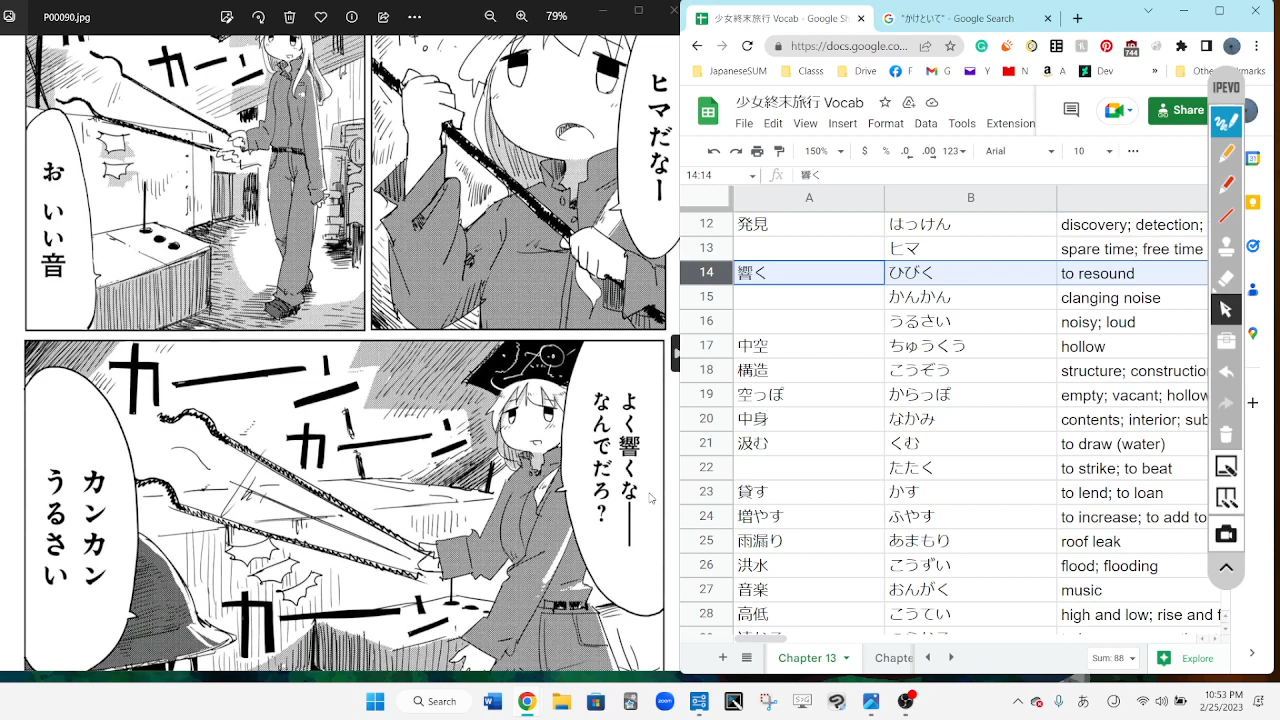 P00090.jpg
79%
少女終末旅行 Vocab - Google Sh
"かけといて" - Google Search
https://docs.google.co...
744
JapaneseSUM
Classs
Drive
F
G
Y
N
A
Dev
»
Other bookmarks
少女終末旅行 Vocab
Share
File Edit View Insert Format Data Tools Extension
150%
$ % .0 .00 123
Arial
10
14:14
fx
響く
IPEVO
A B
12 発見 はっけん discovery; detection;
13 ヒマ spare time; free time
14 響く ひびく to resound
15 かんかん clanging noise
16 うるさい noisy; loud
17 中空 ちゅうくう hollow
18 構造 こうぞう structure; constructio
19 空っぽ からっぽ empty; vacant; hollow
20 中身 なかみ contents; interior; sub
21 汲む くむ to draw (water)
22 たたく to strike; to beat
23 貸す かす to lend; to loan
24 増やす ふやす to increase; to add to
25 雨漏り あまもり roof leak
26 洪水 こうずい flood; flooding
27 音楽 おんがく music
28 高低 こうてい high and low; rise and f
Chapter 13
Chapte
Sum: 88
Explore
ヒマだなー
カーン
お いい音
よく響くなー
なんでだろ？
カーン
カーン
カーン
カンカン
うるさい
Search
zoom
あ
10:53 PM
2/25/2023